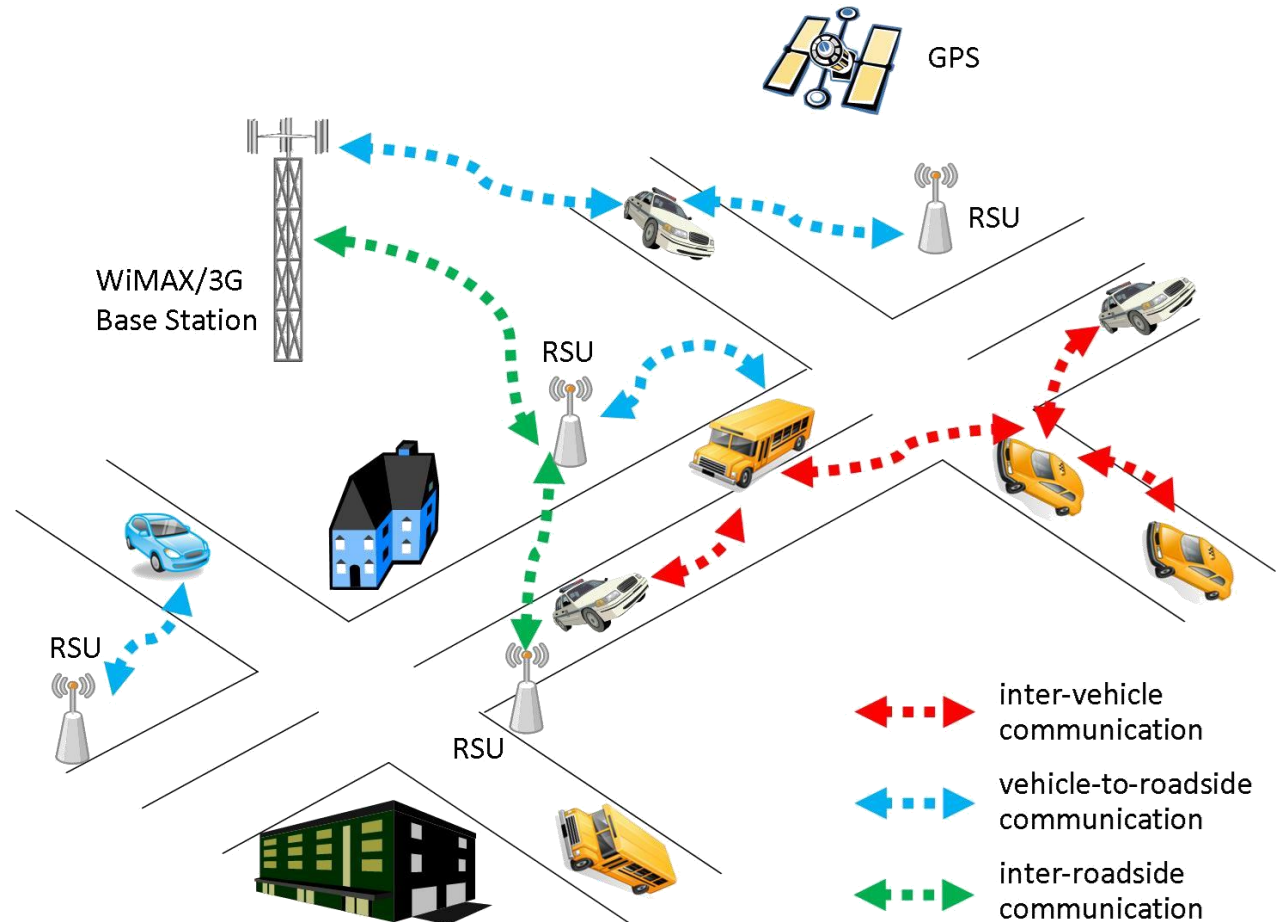 GPS
RSU
WiMAX/3G
Base Station
RSU
RSU
RSU
inter-vehicle
communication
vehicle-to-roadside
communication
inter-roadside
communication